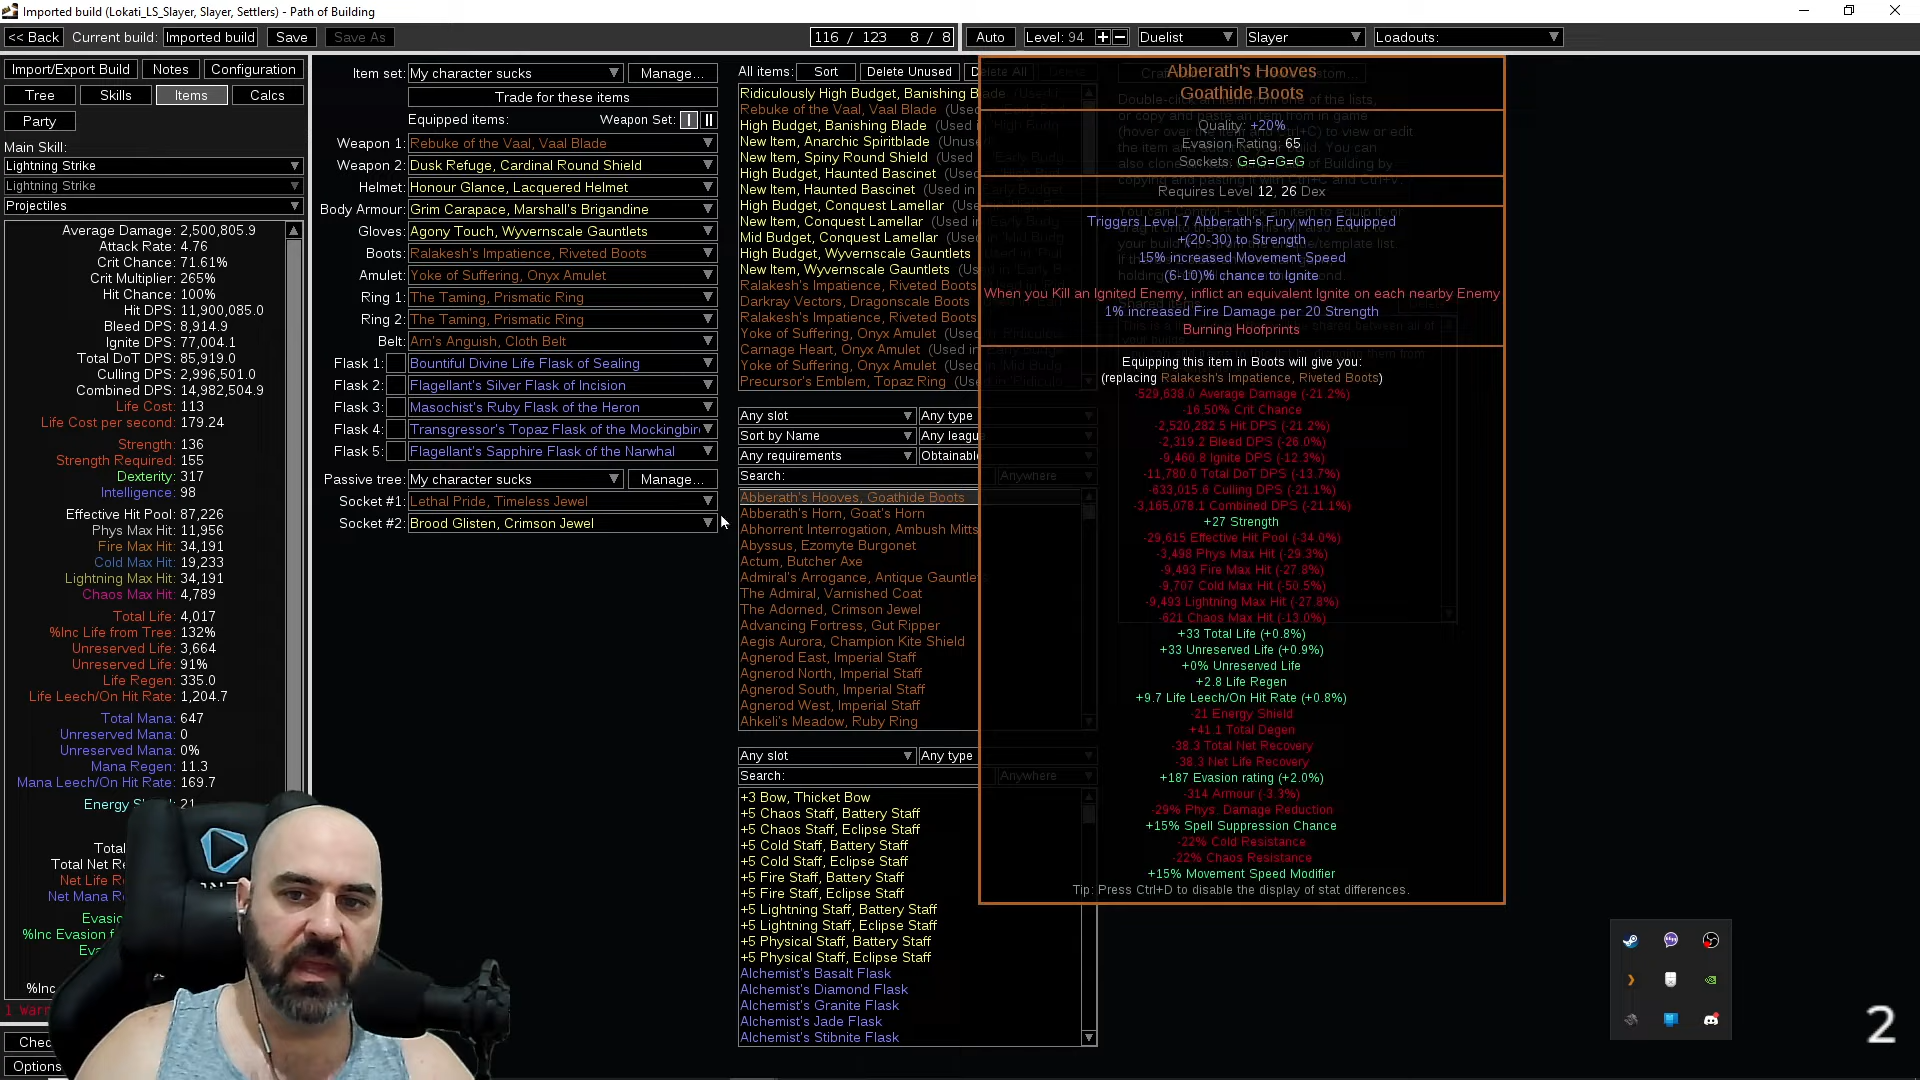 Imported build (Lokati_LS_Slayer, Slayer, Settlers) - Path of Building
<< Back
Current build: Imported build
Save
Save As
116 / 123 8 / 8
Auto
Level: 94
Duelist
Slayer
Loadouts:
Import/Export Build
Notes
Configuration
Tree
Skills
Items
Calcs
Party
Main Skill:
Lightning Strike
Lightning Strike
Projectiles
Average Damage: 2,500,805.9
Attack Rate: 4.76
Crit Chance: 71.61%
Crit Multiplier: 265%
Hit Chance: 100%
Hit DPS: 11,900,085.0
Bleed DPS: 8,914.9
Ignite DPS: 77,004.1
Total DoT DPS: 85,919.0
Culling DPS: 2,996,501.0
Combined DPS: 14,982,504.9
Life Cost: 113
Life Cost per second: 179.24
Strength: 136
Strength Required: 155
Dexterity: 317
Intelligence: 98
Effective Hit Pool: 87,226
Phys Max Hit: 11,956
Fire Max Hit: 34,191
Cold Max Hit: 19,233
Lightning Max Hit: 34,191
Chaos Max Hit: 4,789
Total Life: 4,017
%Inc Life from Tree: 132%
Unreserved Life: 3,664
Unreserved Life: 91%
Life Regen: 335.0
Life Leech/On Hit Rate: 1,204.7
Total Mana: 647
Unreserved Mana: 0
Unreserved Mana: 0%
Mana Regen: 11.3
Mana Leech/On Hit Rate: 169.7
Energy S
21
Total
Total Net R
Net Life R
Net Mana
Evasio
%Inc Evasion f
Eva
%Inc
1 Warn
Chec
Options
Item set: My character sucks
Manage...
Trade for these items
Equipped items:
Weapon Set: I II
Weapon 1: Rebuke of the Vaal, Vaal Blade
Weapon 2: Dusk Refuge, Cardinal Round Shield
Helmet: Honour Glance, Lacquered Helmet
Body Armour: Grim Carapace, Marshall's Brigandine
Gloves: Agony Touch, Wyvernscale Gauntlets
Boots: Ralakesh's Impatience, Riveted Boots
Amulet: Yoke of Suffering, Onyx Amulet
Ring 1: The Taming, Prismatic Ring
Ring 2: The Taming, Prismatic Ring
Belt: Arn's Anguish, Cloth Belt
Flask 1: Bountiful Divine Life Flask of Sealing
Flask 2: Flagellant's Silver Flask of Incision
Flask 3: Masochist's Ruby Flask of the Heron
Flask 4: Transgressor's Topaz Flask of the Mockingbir
Flask 5: Flagellant's Sapphire Flask of the Narwhal
Passive tree: My character sucks
Manage...
Socket #1: Lethal Pride, Timeless Jewel
Socket #2: Brood Glisten, Crimson Jewel
All items:
Sort
Delete Unused
Delete All
Ridiculously High Budget, Banishing Blade
Rebuke of the Vaal, Vaal Blade (Used
High Budget, Banishing Blade (Used in
New Item, Anarchic Spiritblade (Unus
New Item, Spiny Round Shield (Used
High Budget, Haunted Bascinet (Used
New Item, Haunted Bascinet (Used in
High Budget, Conquest Lamellar
New Item, Conquest Lamellar (Used in
Mid Budget, Conquest Lamellar
High Budget, Wyvernscale Gauntlets
New Item, Wyvernscale Gauntlets (Us
Ralakesh's Impatience, Riveted Boots
Darkray Vectors, Dragonscale Boots
Ralakesh's Impatience, Riveted Boots
Yoke of Suffering, Onyx Amulet
Carnage Heart, Onyx Amulet (Used in
Yoke of Suffering, Onyx Amulet
Precursor's Emblem, Topaz Ring (Used
Any slot
Any type
Sort by Name
Any leagu
Any requirements
Obtainabl
Search:
Anywhere
Abberath's Hooves, Goathide Boots
Abberath's Horn, Goat's Horn
Abhorrent Interrogation, Ambush Mitts
Abyssus, Ezomyte Burgonet
Actum, Butcher Axe
Admiral's Arrogance, Antique Gauntle
The Admiral, Varnished Coat
The Adorned, Crimson Jewel
Advancing Fortress, Gut Ripper
Aegis Aurora, Champion Kite Shield
Agnerod East, Imperial Staff
Agnerod North, Imperial Staff
Agnerod South, Imperial Staff
Agnerod West, Imperial Staff
Ahkeli's Meadow, Ruby Ring
Any slot
Any type
Search:
Anywhere
+3 Bow, Thicket Bow
+5 Chaos Staff, Battery Staff
+5 Chaos Staff, Eclipse Staff
+5 Cold Staff, Battery Staff
+5 Cold Staff, Eclipse Staff
+5 Fire Staff, Battery Staff
+5 Fire Staff, Eclipse Staff
+5 Lightning Staff, Battery Staff
+5 Lightning Staff, Eclipse Staff
+5 Physical Staff, Battery Staff
+5 Physical Staff, Eclipse Staff
Alchemist's Basalt Flask
Alchemist's Diamond Flask
Alchemist's Granite Flask
Alchemist's Jade Flask
Alchemist's Stibnite Flask
Abberath's Hooves
Goathide Boots
Quality: +20%
Evasion Rating: 65
Sockets: G=G=G=G
Requires Level 12, 26 Dex
Triggers Level 7 Abberath's Fury when Equipped
+(20-30) to Strength
15% increased Movement Speed
(6-10)% chance to Ignite
When you Kill an Ignited Enemy, inflict an equivalent Ignite on each nearby Enemy
1% increased Fire Damage per 20 Strength
Burning Hoofprints
Equipping this item in Boots will give you:
(replacing Ralakesh's Impatience, Riveted Boots)
-529,638.0 Average Damage (-21.2%)
-16.50% Crit Chance
-2,520,282.5 Hit DPS (-21.2%)
-2,319.2 Bleed DPS (-26.0%)
-9,460.8 Ignite DPS (-12.3%)
-11,780.0 Total DoT DPS (-13.7%)
-633,015.6 Culling DPS (-21.1%)
-3,165,078.1 Combined DPS (-21.1%)
+27 Strength
-29,615 Effective Hit Pool (-34.0%)
-3,498 Phys Max Hit (-29.3%)
-9,493 Fire Max Hit (-27.8%)
-9,707 Cold Max Hit (-50.5%)
-9,493 Lightning Max Hit (-27.8%)
-621 Chaos Max Hit (-13.0%)
+33 Total Life (+0.8%)
+33 Unreserved Life (+0.9%)
+0% Unreserved Life
+2.8 Life Regen
+9.7 Life Leech/On Hit Rate (+0.8%)
-21 Energy Shield
+41.1 Total Degen
-38.3 Total Net Recovery
-38.3 Net Life Recovery
+187 Evasion rating (+2.0%)
-314 Armour (-3.3%)
-29% Phys. Damage Reduction
+15% Spell Suppression Chance
-22% Cold Resistance
-22% Chaos Resistance
+15% Movement Speed Modifier
Tip: Press Ctrl+D to disable the display of stat differences.
2